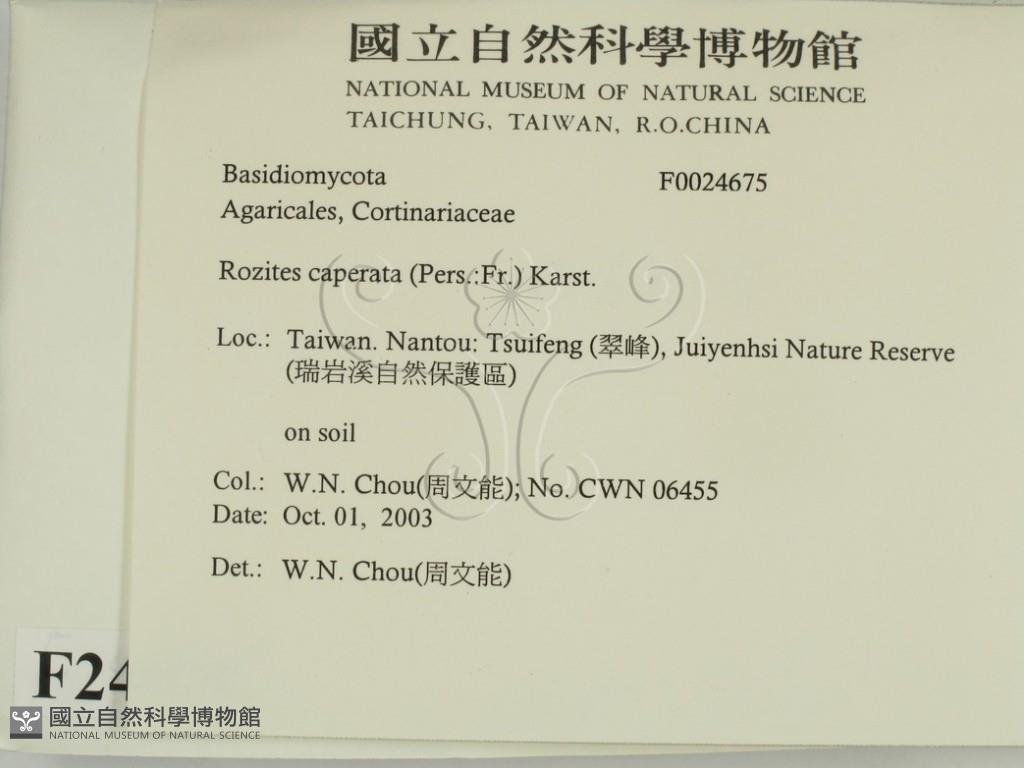 國立自然科學博物館
NATIONAL MUSEUM OF NATURAL SCIENCE
TAICHUNG, TAIWAN, R.O.CHINA
Basidiomycota F0024675
Agaricales, Cortinariaceae
Rozites caperata (Pers.:Fr.) Karst.
Loc.: Taiwan. Nantou: Tsuifeng (翠峰), Juiyenhsi Nature Reserve
(瑞岩溪自然保護區)
on soil
Col.: W.N. Chou(周文能); No. CWN 06455
Date: Oct. 01, 2003
Det.: W.N. Chou(周文能)
F24
國立自然科學博物館
NATIONAL MUSEUM OF NATURAL SCIENCE